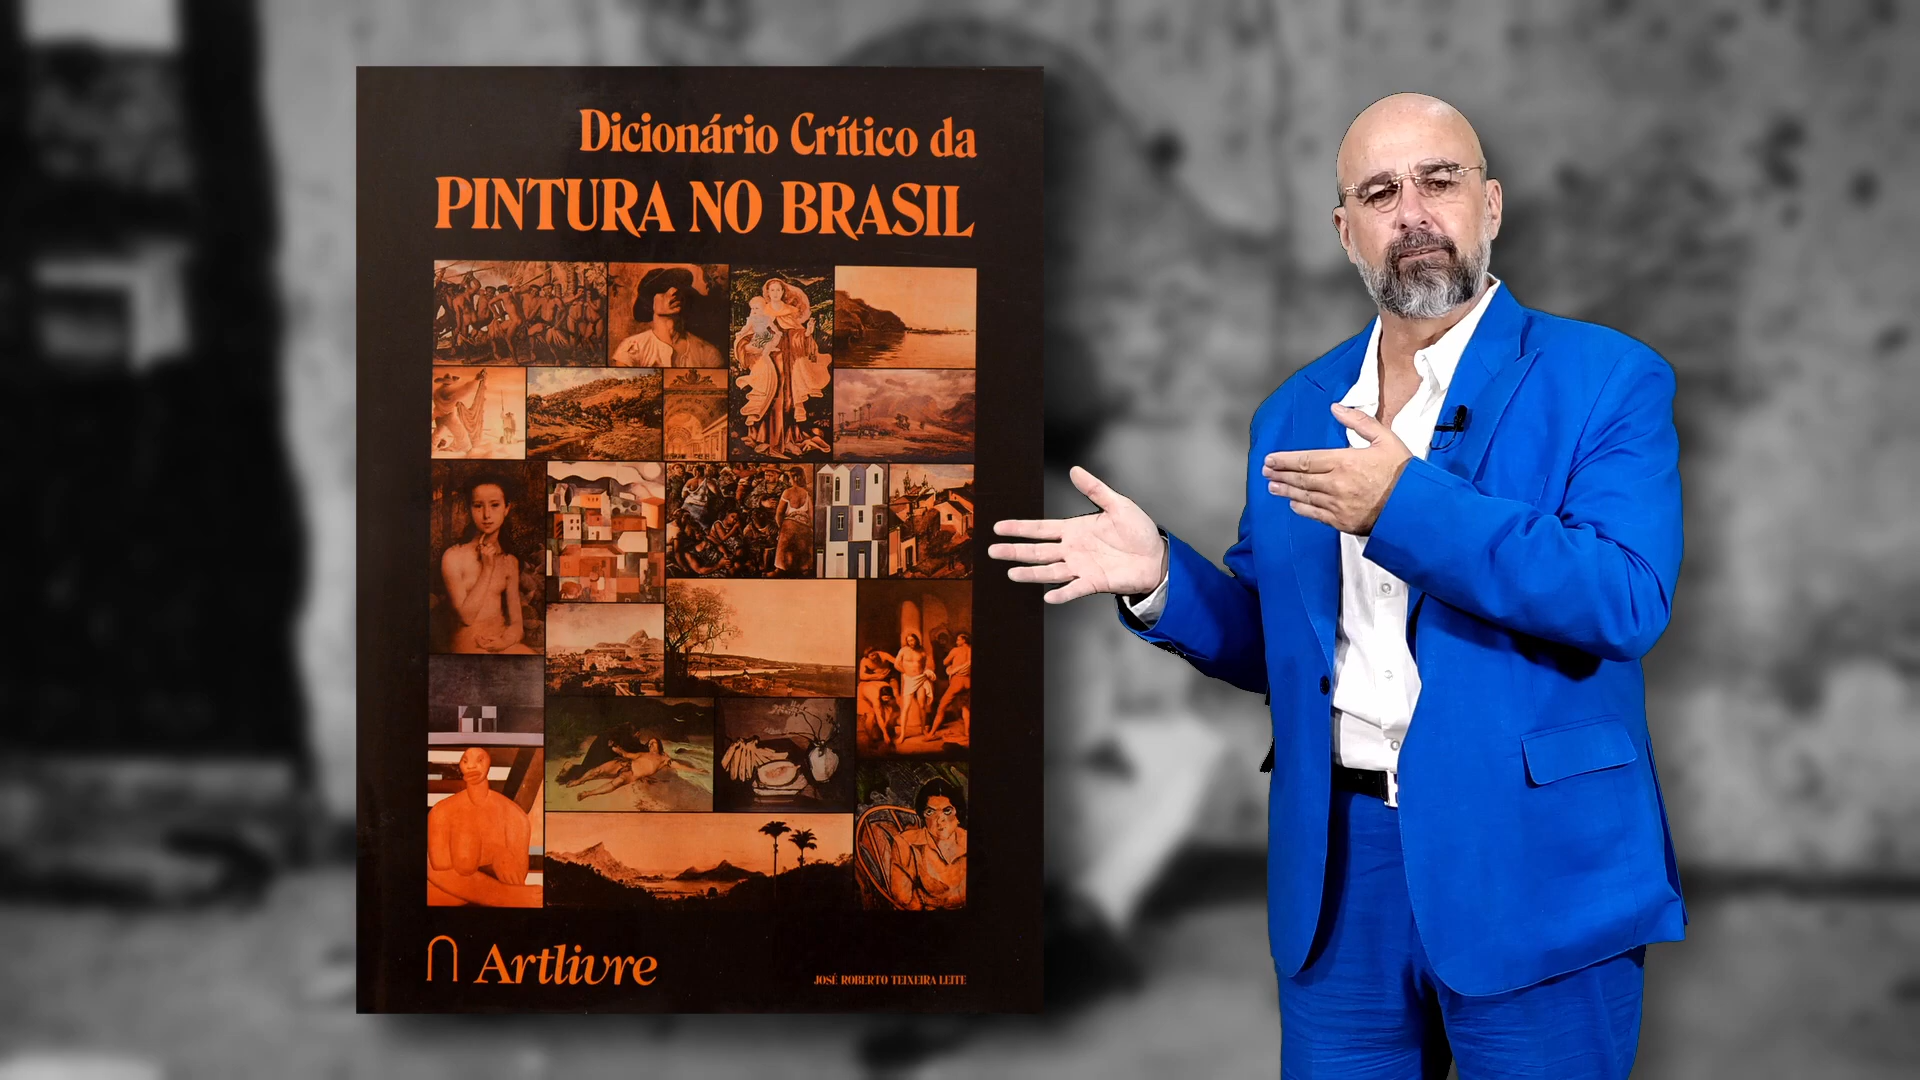 Dicionário Crítico da
PINTURA NO BRASIL
Artlivre
JOSÉ ROBERTO TEIXEIRA LEITE